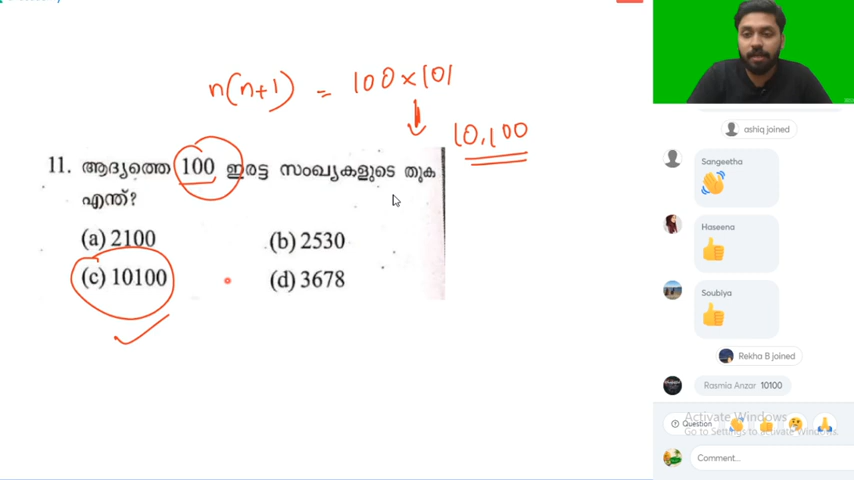 n(n+1) = 100 × 101
10,100
11. ആദ്യത്തെ 100 ഇരട്ട സംഖ്യകളുടെ തുക
എന്ത്?
(a) 2100 (b) 2530
(c) 10100 (d) 3678
ashiq joined
Sangeetha
Haseena
Soubiya
Rekha B joined
Rasmia Anzar 10100
Activate Windows
Go to Settings to activate Windows.
Question
Comment...